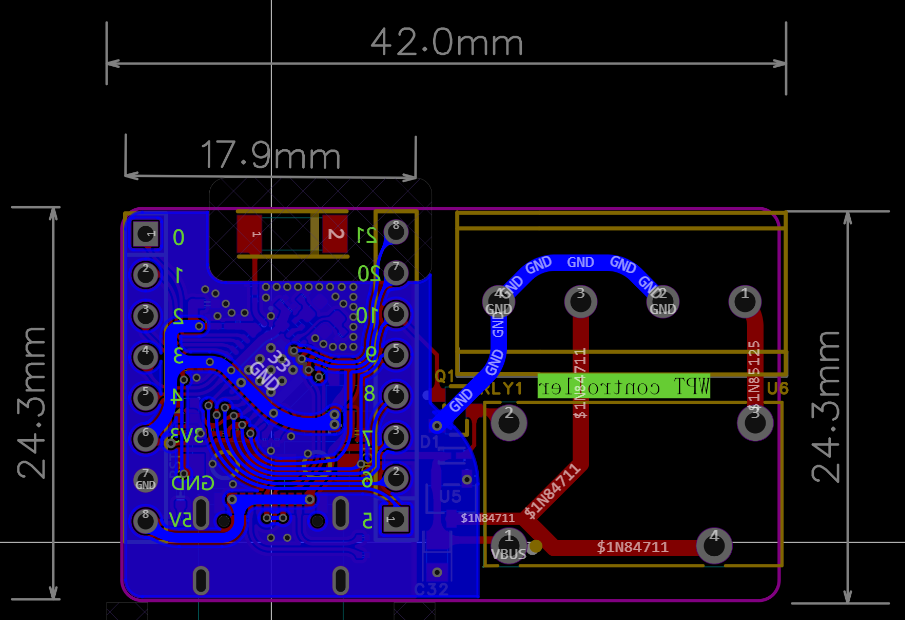 42.0mm
17.9mm
24.3mm
24.3mm
1 0
2 1
3 2
4 3
5 4
6 3V3
7 GND GND
8 5V
1 2
8 21
7 20
6 10
5 9
4 8
3 7
2 6
1 5
33
GND
GND GND GND
4 3 2 1
GND GND
GND
GND
GND
$1N84711
$1N85125
WPT controler
Q1
RLY1
U6
2
3
D1
U5
$1N84711
$1N84711
1
VBUS
$1N84711
4
C32